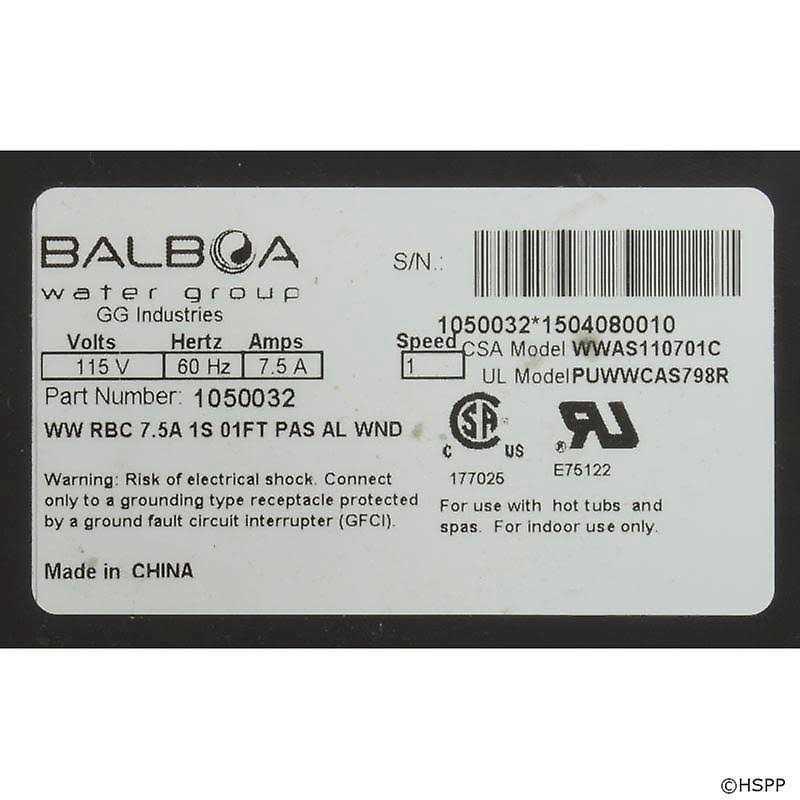 BALBOA
water group
GG Industries
S/N.:
1050032*1504080010
Volts Hertz Amps Speed
115 V 60 Hz 7.5 A 1
CSA Model WWAS110701C
UL Model PUWWCAS798R
Part Number: 1050032
WW RBC 7.5A 1S 01FT PAS AL WND
SA
C US
177025
RU
®
E75122
Warning: Risk of electrical shock. Connect
only to a grounding type receptacle protected
by a ground fault circuit interrupter (GFCI).
For use with hot tubs and
spas. For indoor use only.
Made in CHINA
©HSPP